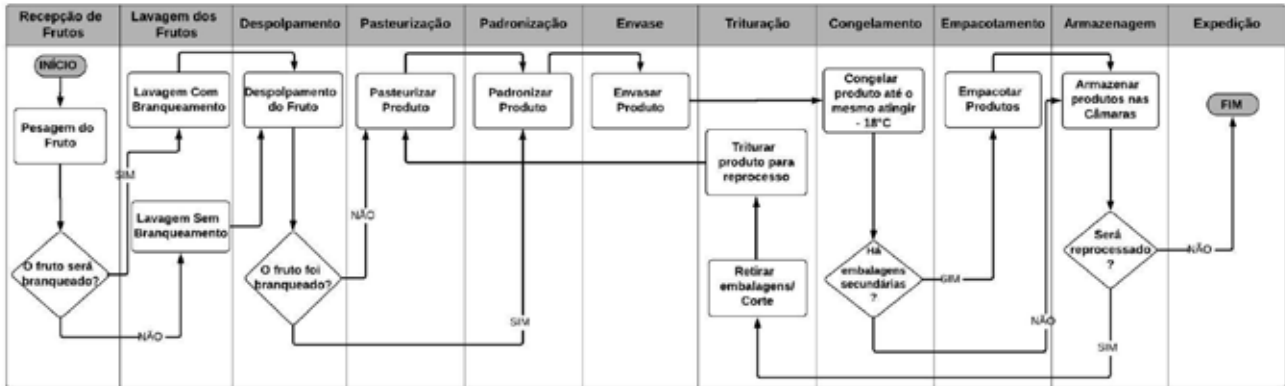 Recepção de
Frutos
Lavagem dos
Frutos
Despolpamento
Pasteurização
Padronização
Envase
Trituração
Congelamento
Empacotamento
Armazenagem
Expedição
INÍCIO
Pesagem do
Fruto
O fruto será
branqueado?
SIM
NÃO
Lavagem Com
Branqueamento
Lavagem Sem
Branqueamento
Despolpamento
do Fruto
O fruto foi
branqueado?
NÃO
SIM
Pasteurizar
Produto
Padronizar
Produto
Envasar
Produto
Triturar
produto para
reprocesso
Retirar
embalagens/
Corte
Congelar
produto até o
mesmo atingir
- 18°C
Há
embalagens
secundárias
?
SIM
NÃO
Empacotar
Produtos
Armazenar
produtos nas
Câmaras
Será
reprocessado
?
NÃO
SIM
FIM